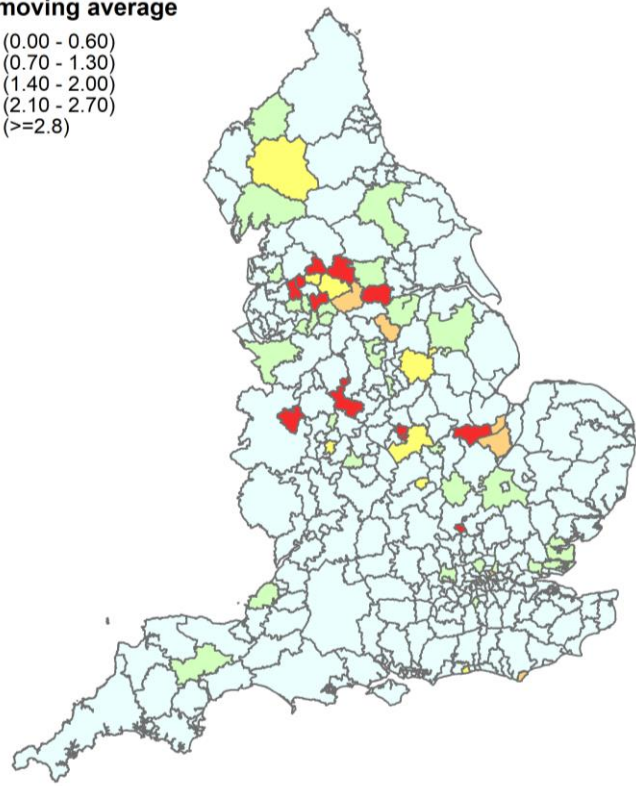 moving average
(0.00 - 0.60)
(0.70 - 1.30)
(1.40 - 2.00)
(2.10 - 2.70)
(>=2.8)